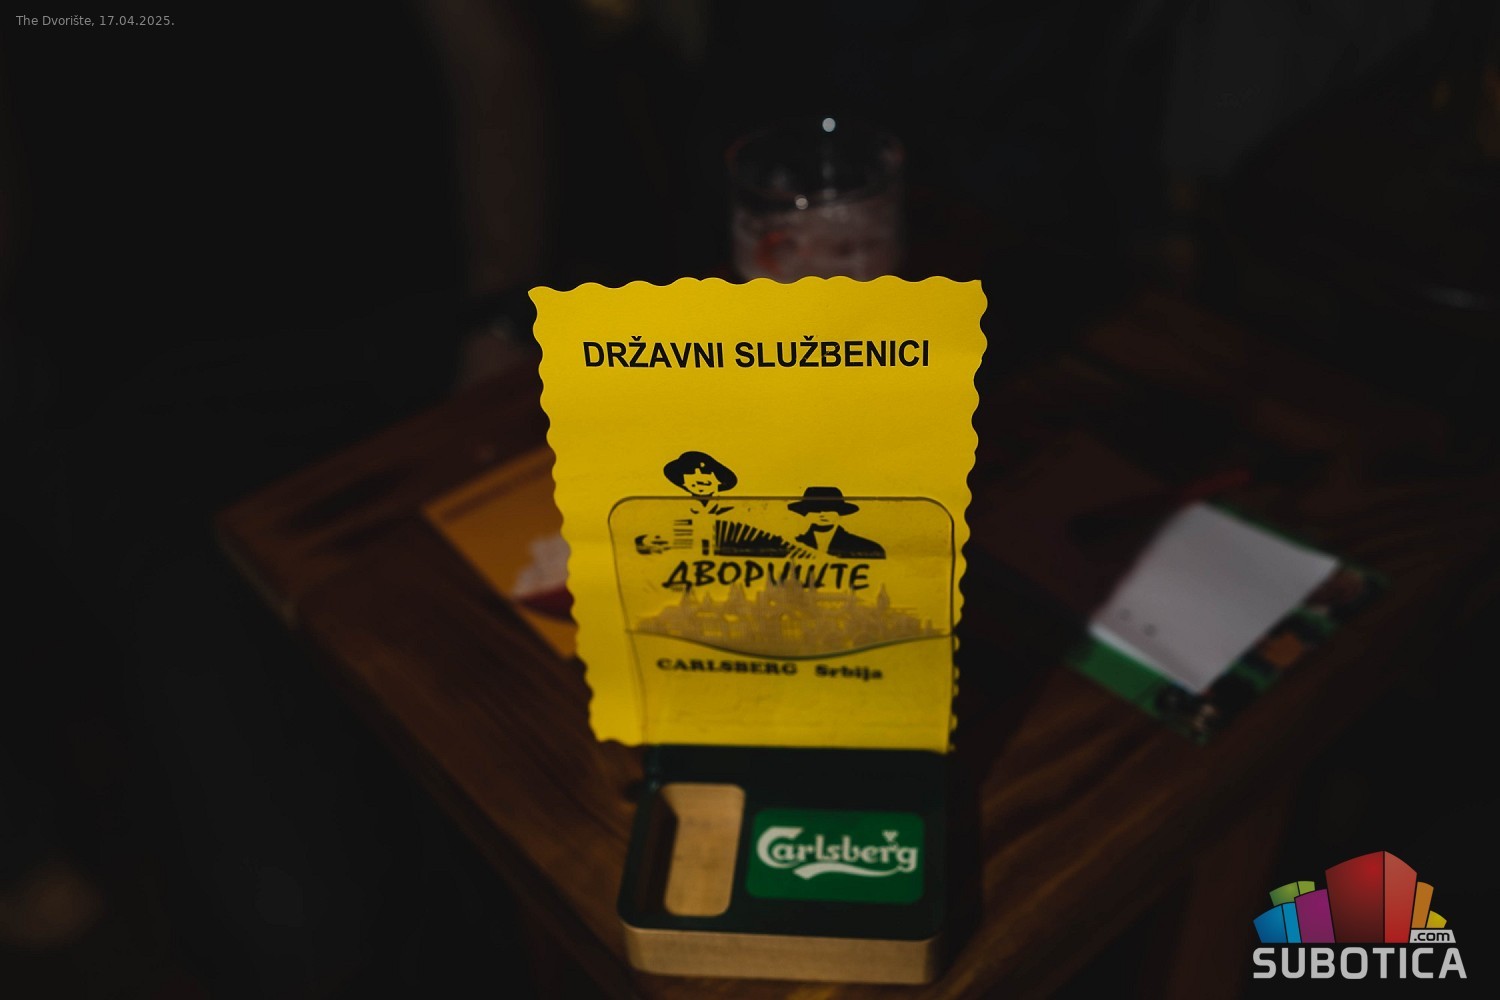 The Dvorište, 17.04.2025.
DRŽAVNI SLUŽBENICI
ДВОРИШТЕ
CARLSBERG Srbija
Carlsberg
.com
SUBOTICA